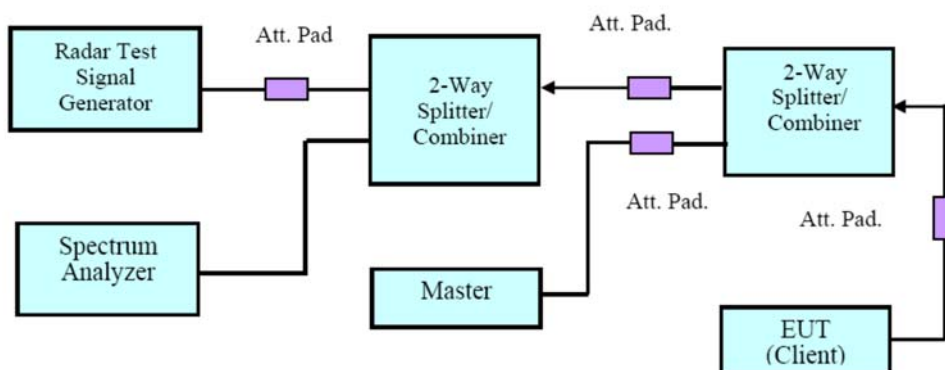 Radar Test
Signal
Generator
Att. Pad
2-Way
Splitter/
Combiner
Att. Pad.
2-Way
Splitter/
Combiner
Att. Pad.
Att. Pad.
Spectrum
Analyzer
Master
EUT
(Client)